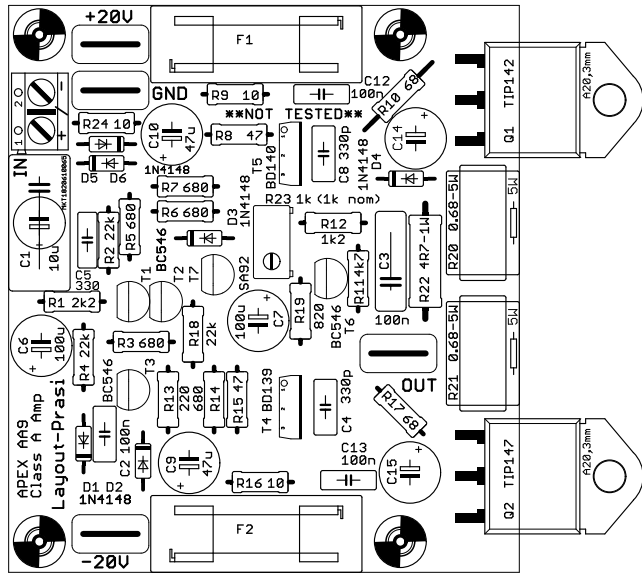 +20V
F1
- 2
/
+ 1
IN
GND
R9 10
C12
100n
R10 68
**NOT TESTED**
R24 10
C10
47u
+
R8 47
T5
BD140
C8 330p
D4
1N4148
C14
+
TIP142
Q1
A20,3mm
D5 D6
1N4148
MKT1828610065
C1
10u
+
C5
330
R2 22k
R5 680
R7 680
R6 680
BC546
D3
1N4148
R23 1k (1k nom)
R12
1k2
C3
100n
R22 4R7-1W
R20 0.68-5W
5W
T1
T2
T7
SA92
R1 2k2
C6
100u
+
R4 22k
R3 680
R18
22k
100u
C7
+
R19
820
BC546
T6
R11 4k7
OUT
R21 0.68-5W
5W
BC546
T3
R13
220
R14
680
R15 47
T4 BD139
C4
330p
R17 68
APEX AA9
Class A Amp
Layout-Prasi
C2 100n
D1 D2
1N4148
C9
47u
+
R16 10
C13
100n
C15
+
Q2 TIP147
A20,3mm
-20V
F2